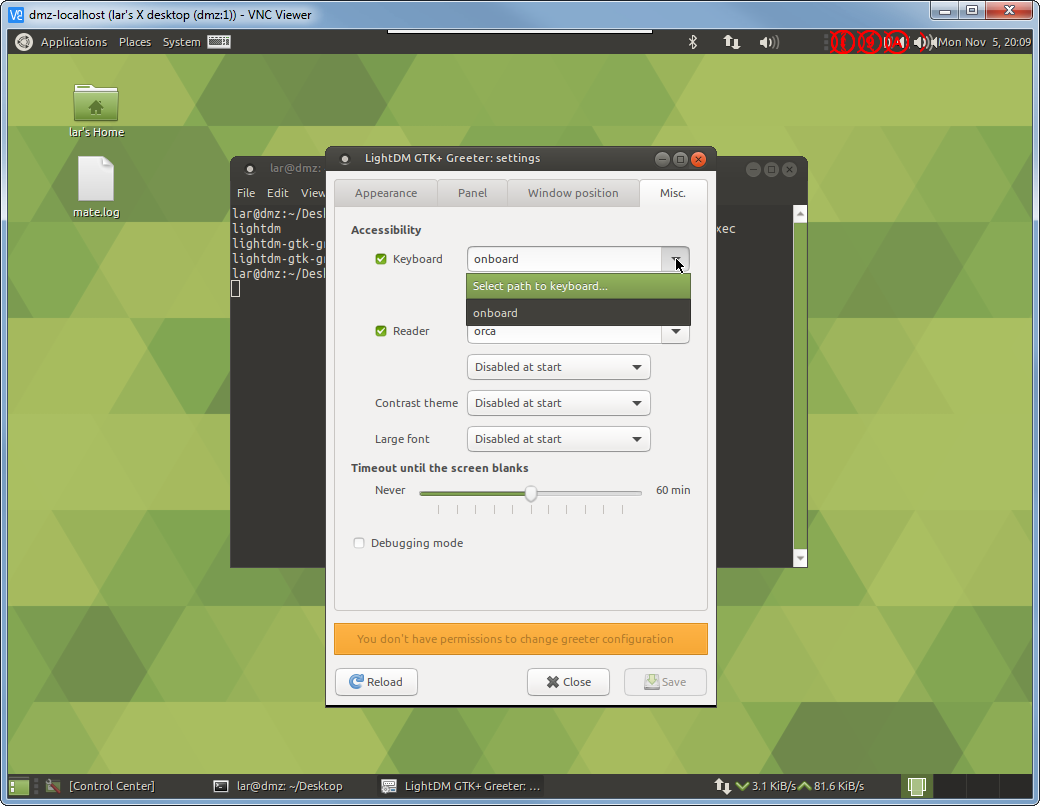 dmz-localhost (lar's X desktop (dmz:1)) - VNC Viewer
Applications Places System
Mon Nov 5, 20:09
lar's Home
mate.log
lar@dmz:
File Edit View
lar@dmz:~/Desk
lightdm
xec
lightdm-gtk-gr
lightdm-gtk-gr
lar@dmz:~/Desk
LightDM GTK+ Greeter: settings
Appearance Panel Window position Misc.
Accessibility
Keyboard onboard
Select path to keyboard...
onboard
Reader orca
Disabled at start
Contrast theme Disabled at start
Large font Disabled at start
Timeout until the screen blanks
Never 60 min
Debugging mode
You don't have permissions to change greeter configuration
Reload Close Save
[Control Center] lar@dmz: ~/Desktop LightDM GTK+ Greeter: ... 3.1 KiB/s 81.6 KiB/s